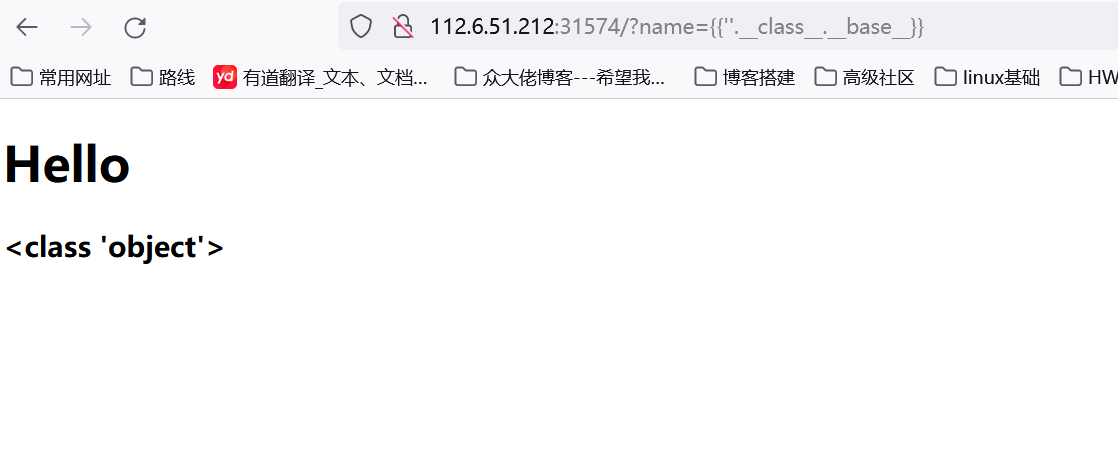 112.6.51.212:31574/?name={{''.__class__.__base__}}
常用网址 路线 yd 有道翻译_文本、文档... 众大佬博客---希望我... 博客搭建 高级社区 linux基础 HW
Hello
<class 'object'>